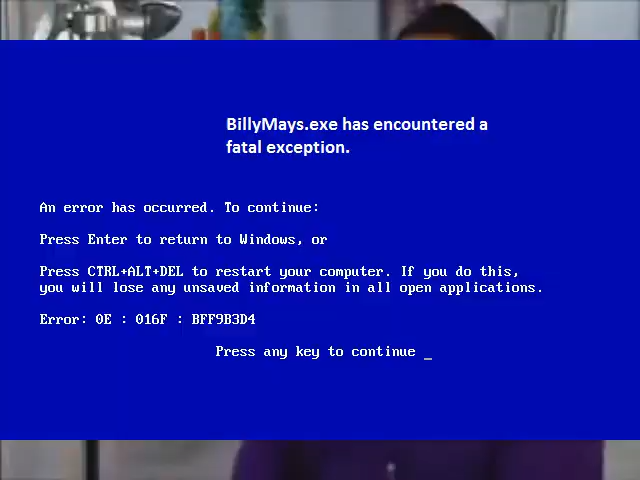 BillyMays.exe has encountered a
fatal exception.
An error has occurred. To continue:
Press Enter to return to Windows, or
Press CTRL+ALT+DEL to restart your computer. If you do this,
you will lose any unsaved information in all open applications.
Error: 0E : 016F : BFF9B3D4
Press any key to continue _